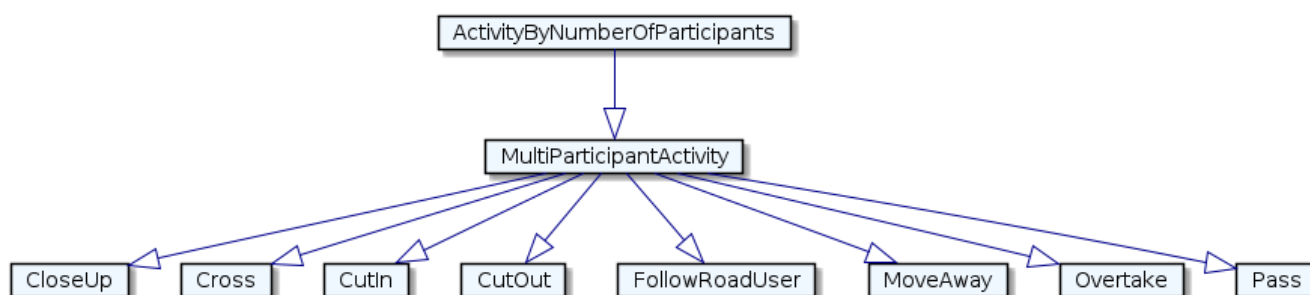 ActivityByNumberOfParticipants
MultiParticipantActivity
CloseUp
Cross
CutIn
CutOut
FollowRoadUser
MoveAway
Overtake
Pass